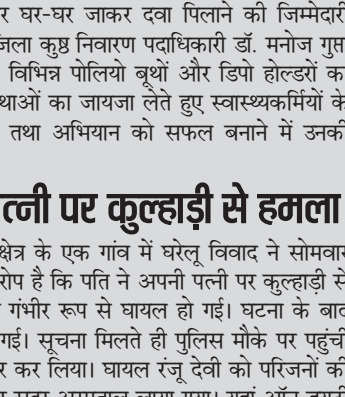 र घर-घर जाकर दवा पिलाने की जिम्मेदारी
जिला कुष्ठ निवारण पदाधिकारी डॉ. मनोज गुप्त
विभिन्न पोलियो बूथों और डिपो होल्डरों का
थाओं का जायजा लेते हुए स्वास्थ्यकर्मियों के
तथा अभियान को सफल बनाने में उनकी
त्नी पर कुल्हाड़ी से हमला
क्षेत्र के एक गांव में घरेलू विवाद ने सोमवार
रोप है कि पति ने अपनी पत्नी पर कुल्हाड़ी से
गंभीर रूप से घायल हो गई। घटना के बाद
गई। सूचना मिलते ही पुलिस मौके पर पहुंची
र कर लिया। घायल रंजू देवी को परिजनों की